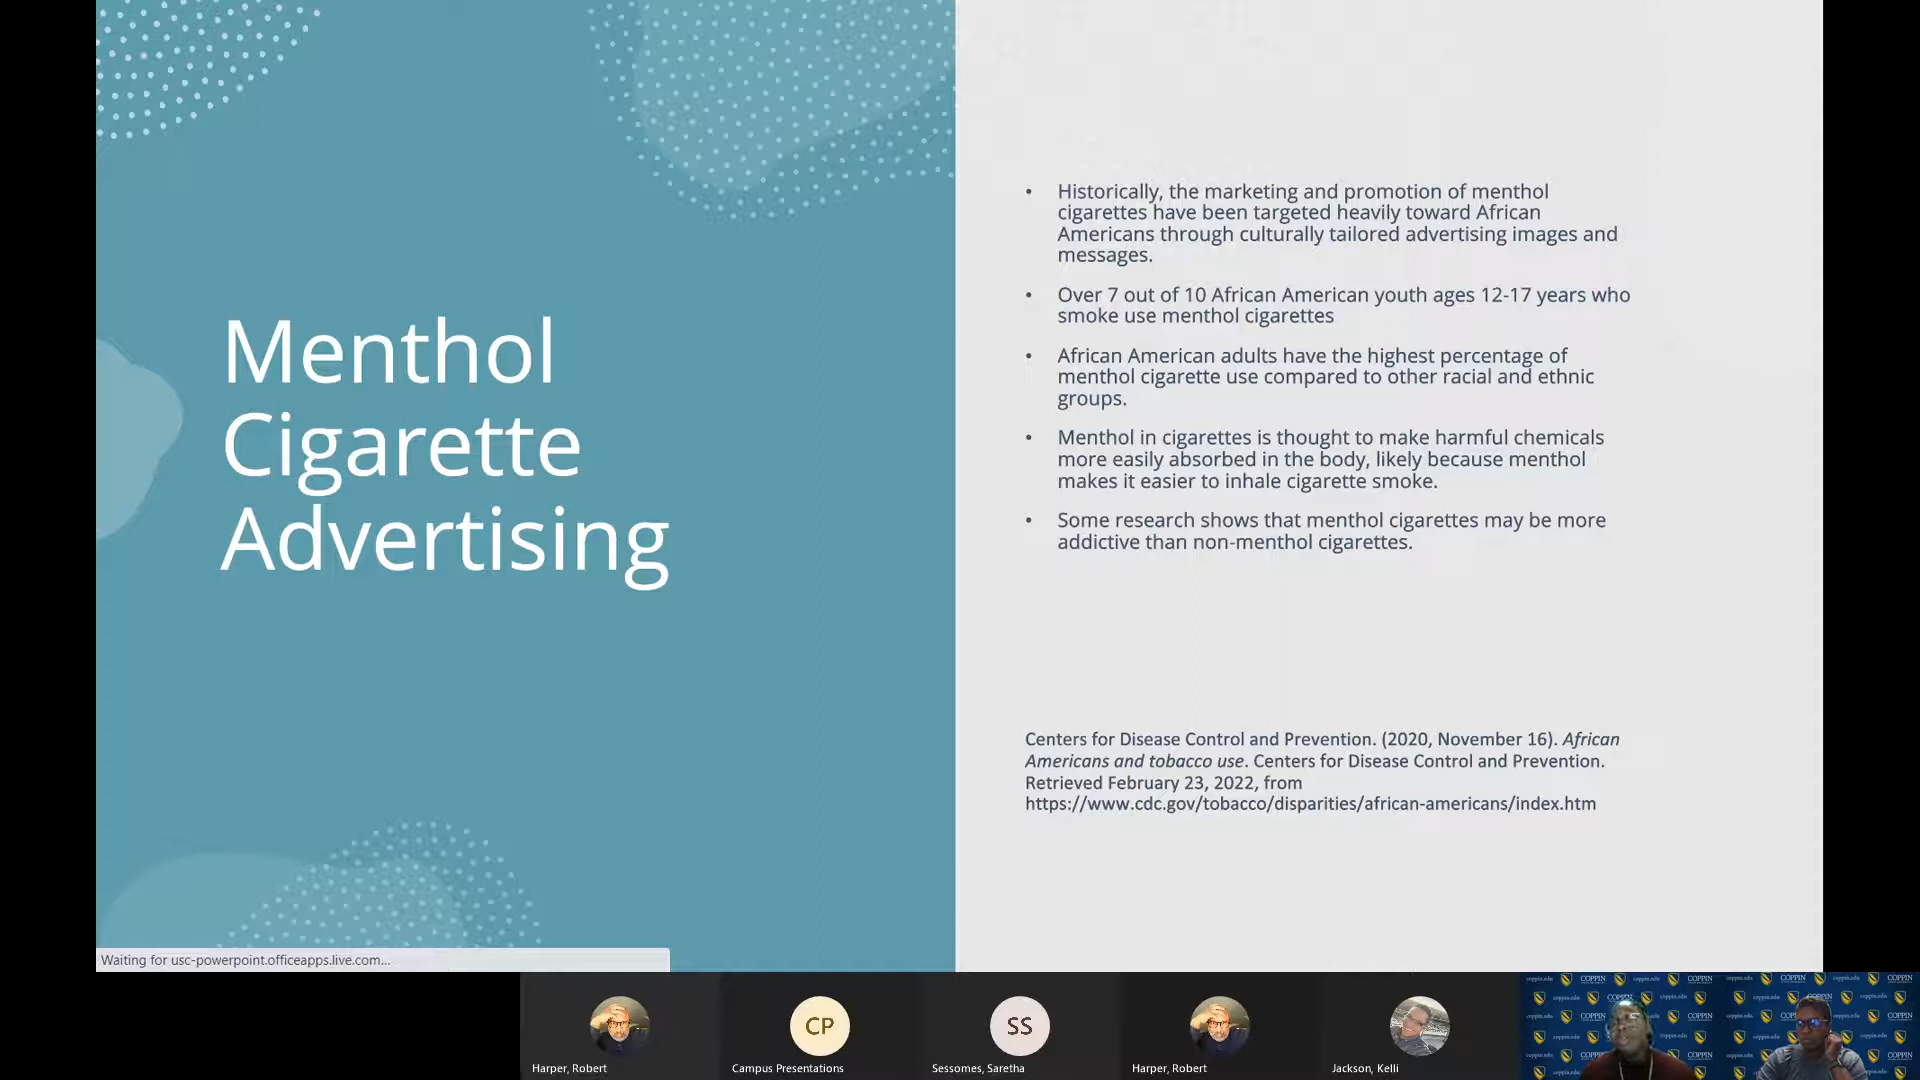 Menthol
Cigarette
Advertising
• Historically, the marketing and promotion of menthol
cigarettes have been targeted heavily toward African
Americans through culturally tailored advertising images and
messages.
• Over 7 out of 10 African American youth ages 12-17 years who
smoke use menthol cigarettes
• African American adults have the highest percentage of
menthol cigarette use compared to other racial and ethnic
groups.
• Menthol in cigarettes is thought to make harmful chemicals
more easily absorbed in the body, likely because menthol
makes it easier to inhale cigarette smoke.
• Some research shows that menthol cigarettes may be more
addictive than non-menthol cigarettes.
Centers for Disease Control and Prevention. (2020, November 16). African
Americans and tobacco use. Centers for Disease Control and Prevention.
Retrieved February 23, 2022, from
https://www.cdc.gov/tobacco/disparities/african-americans/index.htm
Waiting for usc-powerpoint.officeapps.live.com...
CP
SS
Harper, Robert
Campus Presentations
Sessomes, Saretha
Harper, Robert
Jackson, Kelli
COPPIN
coppin.edu